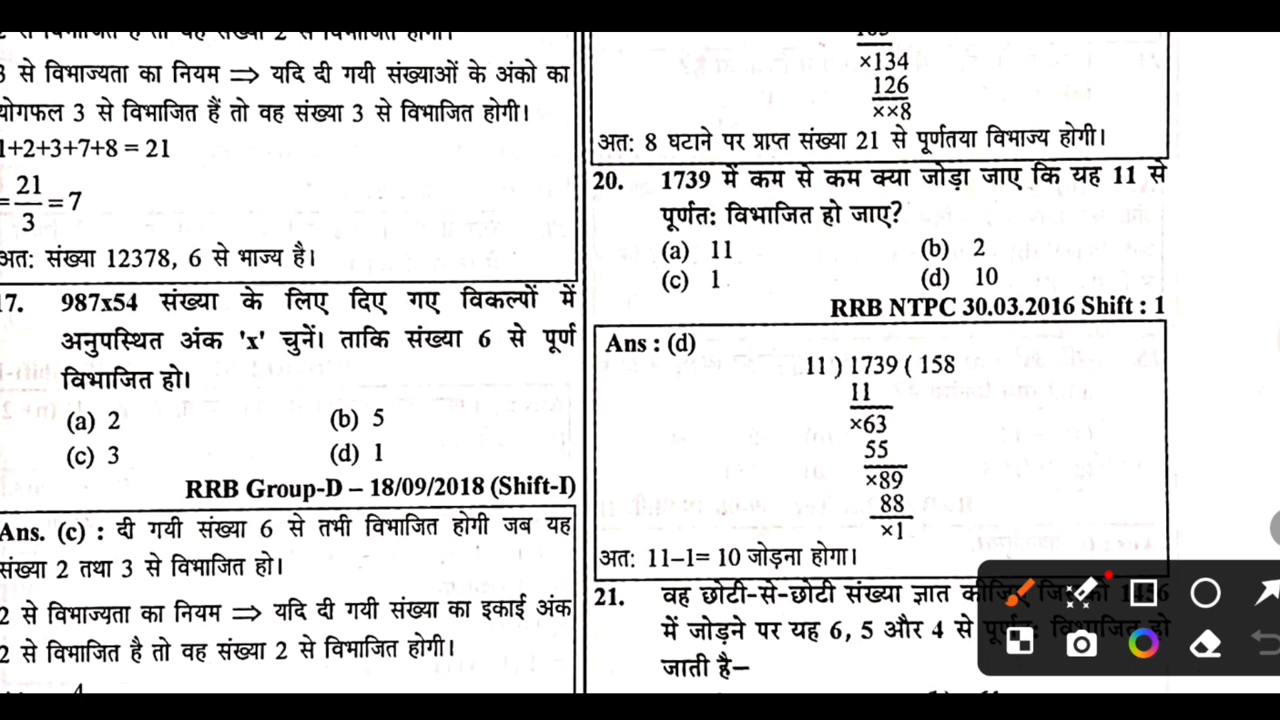 3 से विभाज्यता का नियम ⇒ यदि दी गयी संख्याओं के अंको का
योगफल 3 से विभाजित हैं तो वह संख्या 3 से विभाजित होगी।
1+2+3+7+8 = 21
= 21/3 = 7
अत: संख्या 12378, 6 से भाज्य है।
17. 987x54 संख्या के लिए दिए गए विकल्पों में
अनुपस्थित अंक 'x' चुनें। ताकि संख्या 6 से पूर्ण
विभाजित हो।
(a) 2 (b) 5
(c) 3 (d) 1
RRB Group-D – 18/09/2018 (Shift-I)
Ans. (c) : दी गयी संख्या 6 से तभी विभाजित होगी जब यह
संख्या 2 तथा 3 से विभाजित हो।
2 से विभाज्यता का नियम ⇒ यदि दी गयी संख्या का इकाई अंक
2 से विभाजित है तो वह संख्या 2 से विभाजित होगी।
×134
126
××8
अत: 8 घटाने पर प्राप्त संख्या 21 से पूर्णतया विभाज्य होगी।
20. 1739 में कम से कम क्या जोड़ा जाए कि यह 11 से
पूर्णत: विभाजित हो जाए?
(a) 11 (b) 2
(c) 1 (d) 10
RRB NTPC 30.03.2016 Shift : 1
Ans : (d)
11 ) 1739 ( 158
11
×63
55
×89
88
×1
अत: 11–1= 10 जोड़ना होगा।
21. वह छोटी-से-छोटी संख्या ज्ञात कीजिए जिसको 1456
में जोड़ने पर यह 6, 5 और 4 से पूर्णत: विभाजित हो
जाती है–